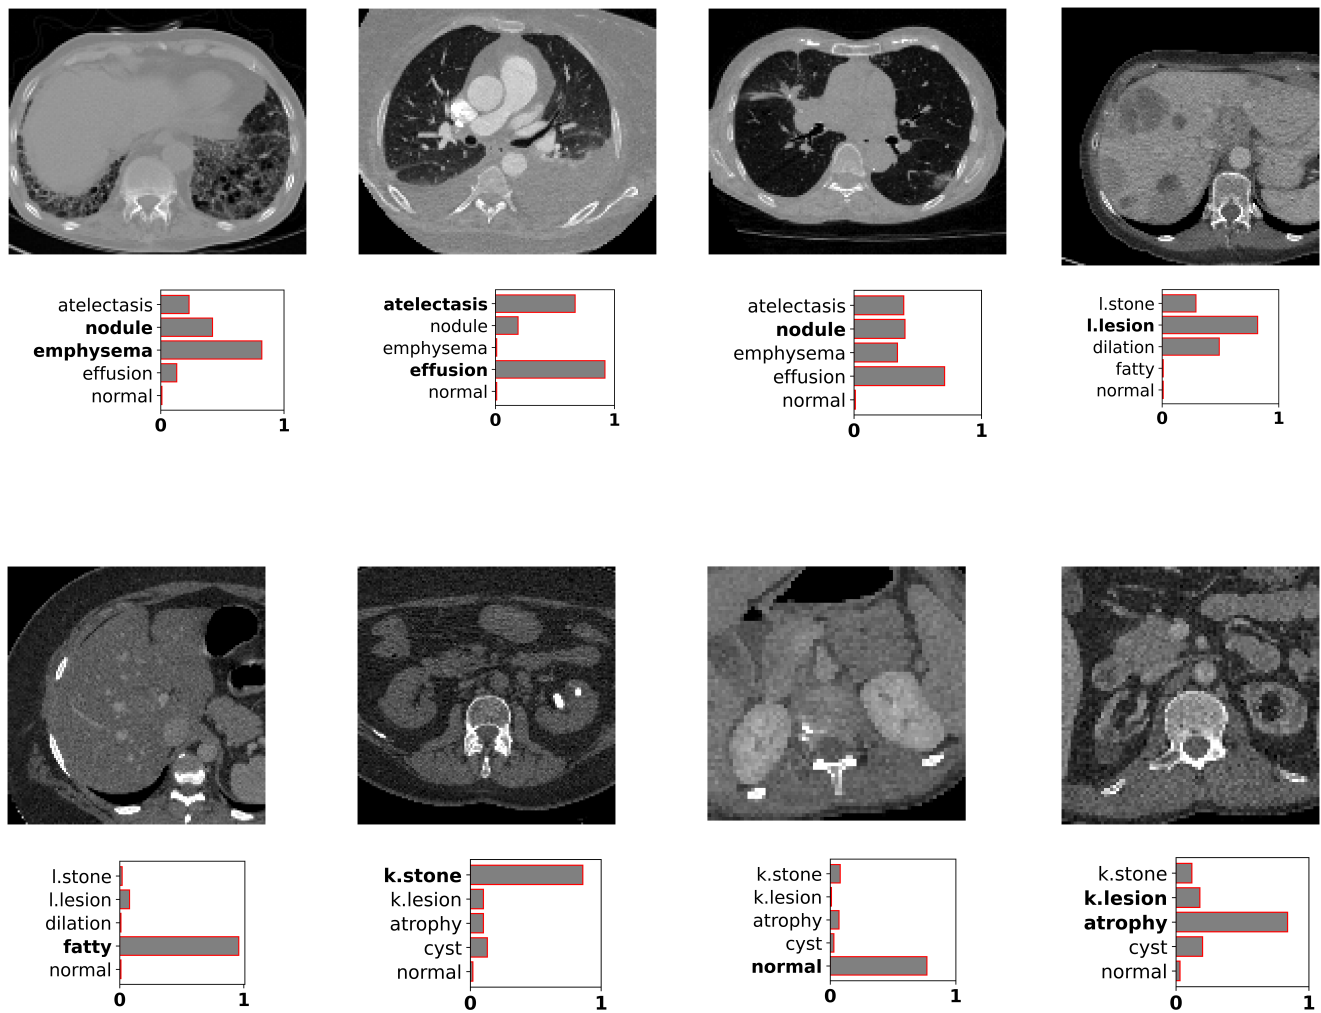 atelectasis
nodule
emphysema
effusion
normal
0 1
atelectasis
nodule
emphysema
effusion
normal
0 1
atelectasis
nodule
emphysema
effusion
normal
0 1
l.stone
l.lesion
dilation
fatty
normal
0 1
l.stone
l.lesion
dilation
fatty
normal
0 1
k.stone
k.lesion
atrophy
cyst
normal
0 1
k.stone
k.lesion
atrophy
cyst
normal
0 1
k.stone
k.lesion
atrophy
cyst
normal
0 1